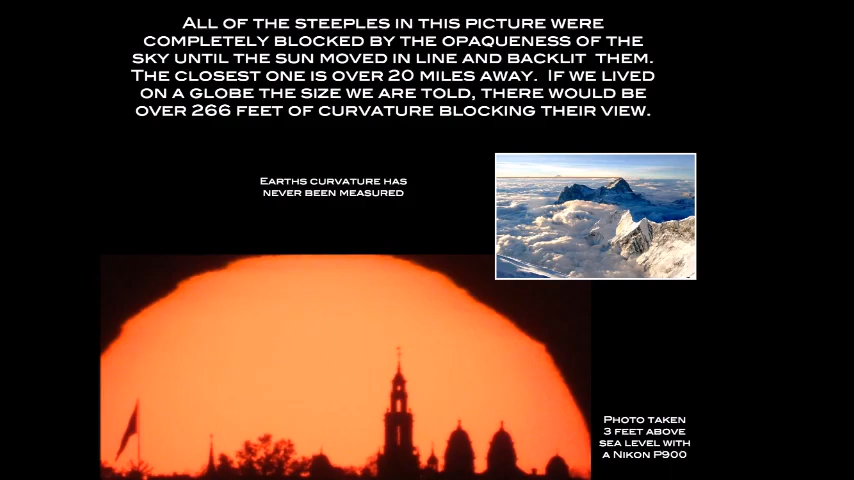 ALL OF THE STEEPLES IN THIS PICTURE WERE
COMPLETELY BLOCKED BY THE OPAQUENESS OF THE
SKY UNTIL THE SUN MOVED IN LINE AND BACKLIT THEM.
THE CLOSEST ONE IS OVER 20 MILES AWAY. IF WE LIVED
ON A GLOBE THE SIZE WE ARE TOLD, THERE WOULD BE
OVER 266 FEET OF CURVATURE BLOCKING THEIR VIEW.
EARTHS CURVATURE HAS
NEVER BEEN MEASURED
PHOTO TAKEN
3 FEET ABOVE
SEA LEVEL WITH
A NIKON P900